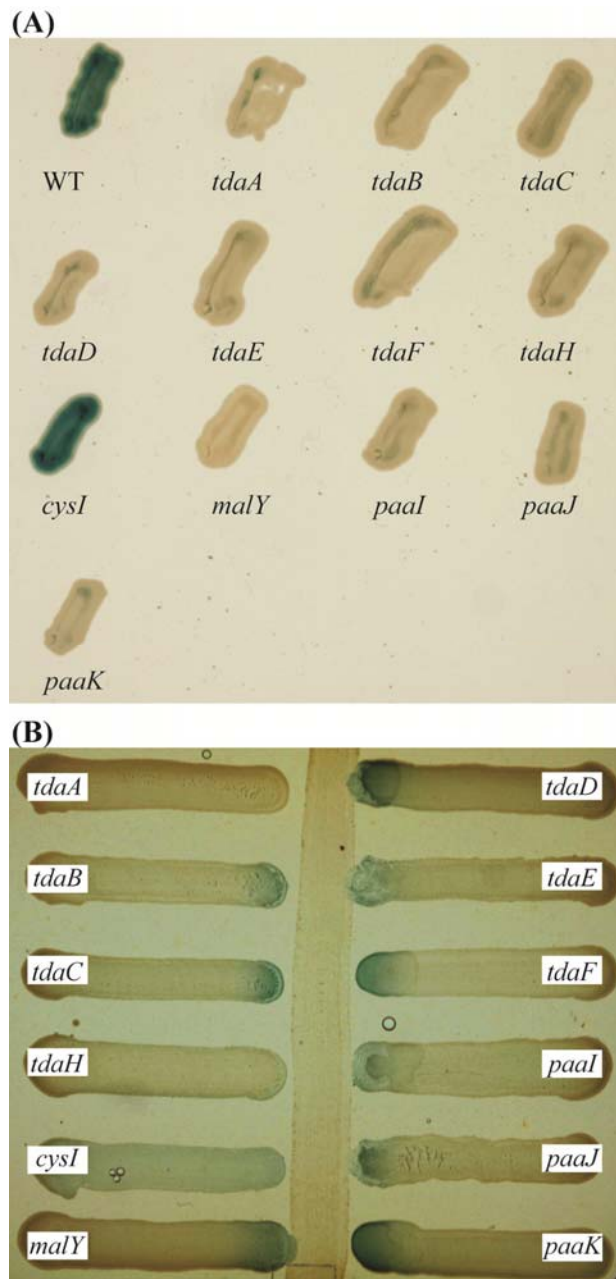 (A)
WT tdaA tdaB tdaC
tdaD tdaE tdaF tdaH
cysI malY paaI paaJ
paaK
(B)
tdaA tdaD
tdaB tdaE
tdaC tdaF
tdaH paaI
cysI paaJ
malY paaK